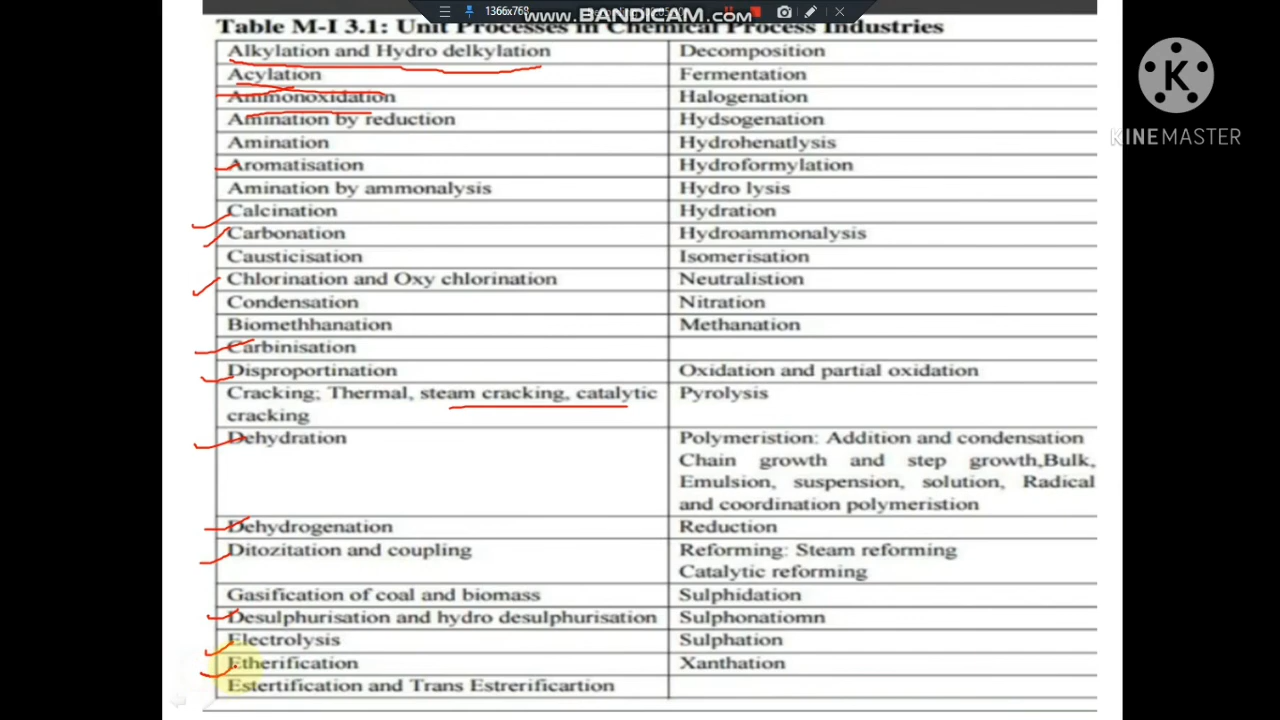 1366x768
www.BANDICAM.com
Table M-I 3.1: Unit Processes in Chemical Process Industries
Alkylation and Hydro delkylation
Decomposition
Acylation
Fermentation
Ammonoxidation
Halogenation
Amination by reduction
Hydsogenation
Amination
Hydrohenatlysis
Aromatisation
Hydroformylation
Amination by ammonalysis
Hydro lysis
Calcination
Hydration
Carbonation
Hydroammonalysis
Causticisation
Isomerisation
Chlorination and Oxy chlorination
Neutralistion
Condensation
Nitration
Biomethhanation
Methanation
Carbinisation
Disproportination
Oxidation and partial oxidation
Cracking; Thermal, steam cracking, catalytic
cracking
Pyrolysis
Dehydration
Polymeristion: Addition and condensation
Chain growth and step growth,Bulk,
Emulsion, suspension, solution, Radical
and coordination polymeristion
Dehydrogenation
Reduction
Ditozitation and coupling
Reforming: Steam reforming
Catalytic reforming
Gasification of coal and biomass
Sulphidation
Desulphurisation and hydro desulphurisation
Sulphonatiomn
Electrolysis
Sulphation
Etherification
Xanthation
Estertification and Trans Estrerificartion
K
KINEMASTER